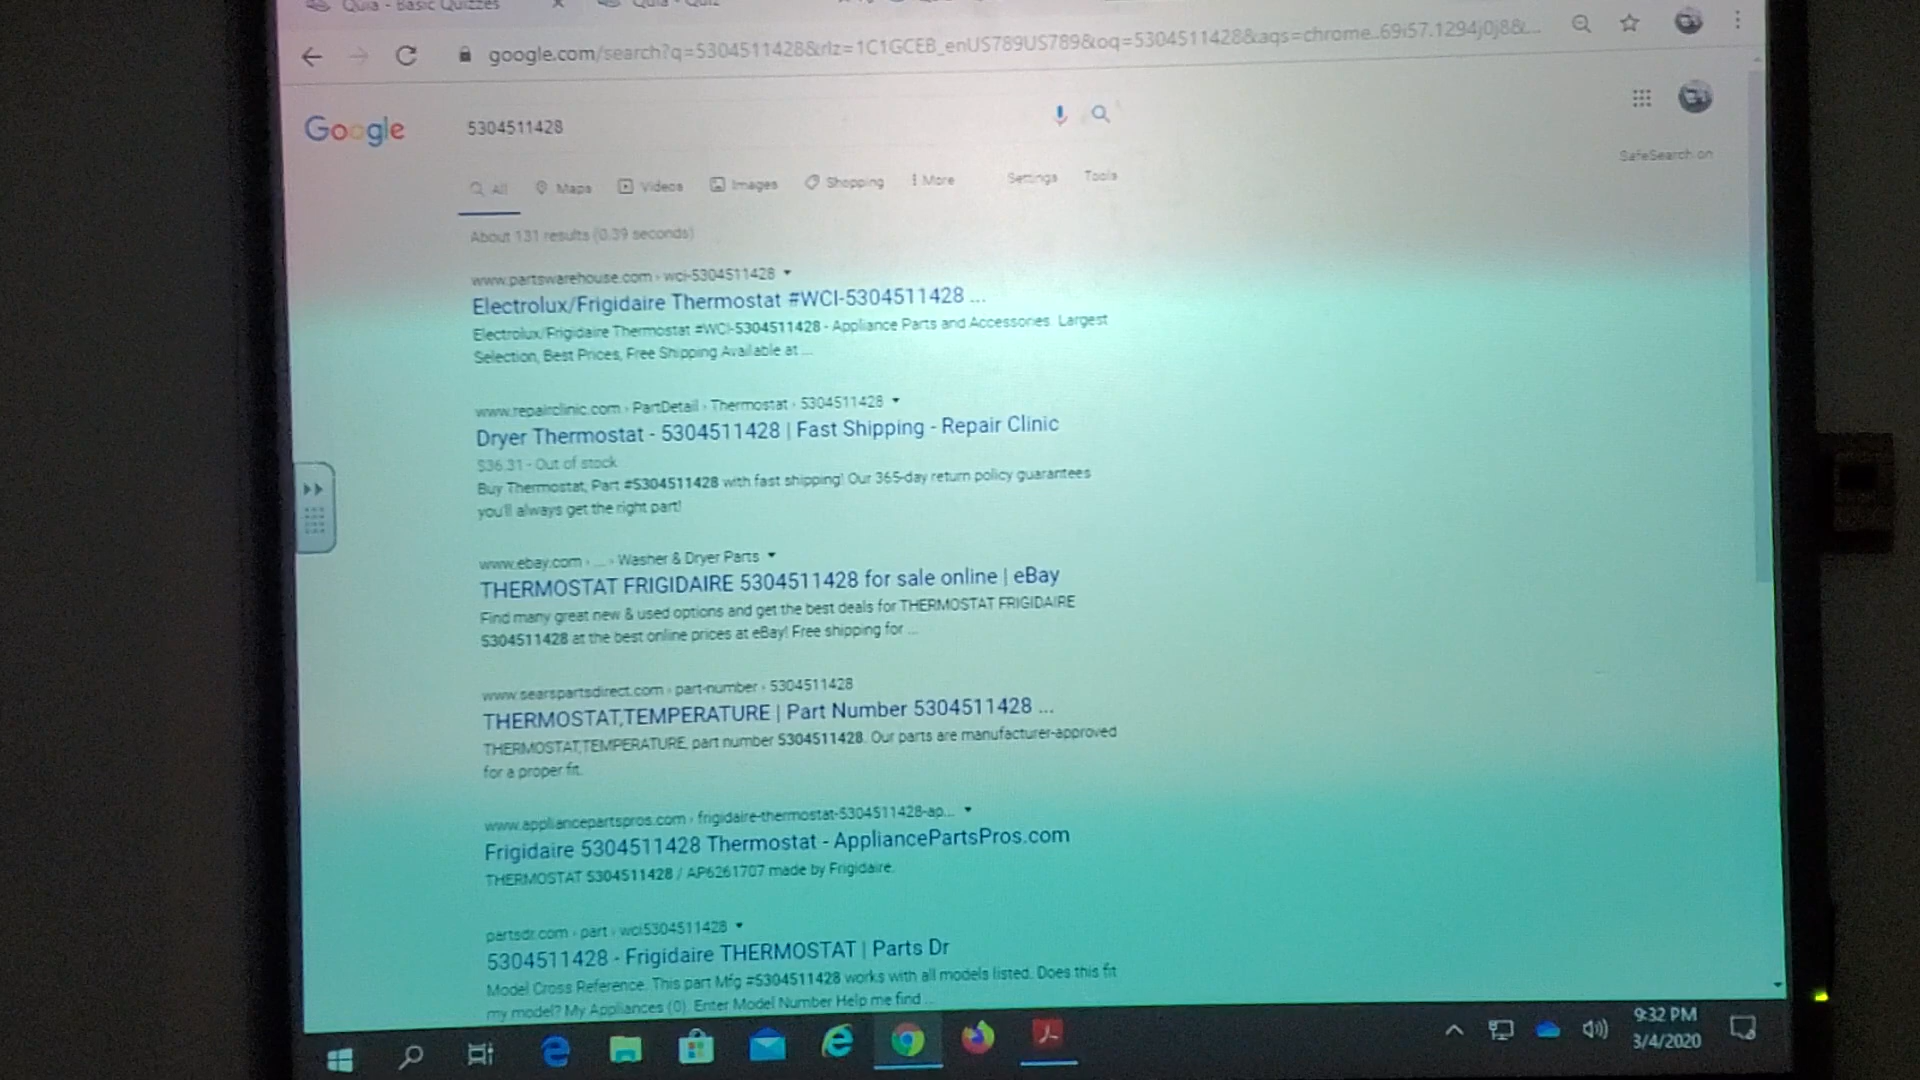 Quia - Basic Quizzes
Quia - Quiz
google.com/search?q=5304511428&rlz=1C1GCEB_enUS789US789&oq=5304511428&aqs=chrome..69i57.1294j0j8&...
Google
5304511428
SafeSearch on
All Maps Videos Images Shopping More Settings Tools
About 131 results (0.39 seconds)
www.partswarehouse.com › wci-5304511428
Electrolux/Frigidaire Thermostat #WCI-5304511428 ...
Electrolux/Frigidaire Thermostat #WCI-5304511428 - Appliance Parts and Accessories. Largest
Selection, Best Prices, Free Shipping Available at ...
www.repairclinic.com › PartDetail › Thermostat › 5304511428
Dryer Thermostat - 5304511428 | Fast Shipping - Repair Clinic
$36.31 - Out of stock
Buy Thermostat, Part #5304511428 with fast shipping! Our 365-day return policy guarantees
you'll always get the right part!
www.ebay.com › ... › Washer & Dryer Parts
THERMOSTAT FRIGIDAIRE 5304511428 for sale online | eBay
Find many great new & used options and get the best deals for THERMOSTAT FRIGIDAIRE
5304511428 at the best online prices at eBay! Free shipping for ...
www.searspartsdirect.com › part-number › 5304511428
THERMOSTAT,TEMPERATURE | Part Number 5304511428 ...
THERMOSTAT,TEMPERATURE, part number 5304511428. Our parts are manufacturer-approved
for a proper fit.
www.appliancepartspros.com › frigidaire-thermostat-5304511428-ap...
Frigidaire 5304511428 Thermostat - AppliancePartsPros.com
THERMOSTAT 5304511428 / AP6261707 made by Frigidaire.
partsdr.com › part › wci5304511428
5304511428 - Frigidaire THERMOSTAT | Parts Dr
Model Cross Reference. This part Mfg #5304511428 works with all models listed. Does this fit
my model? My Appliances (0). Enter Model Number Help me find ...
9:32 PM
3/4/2020